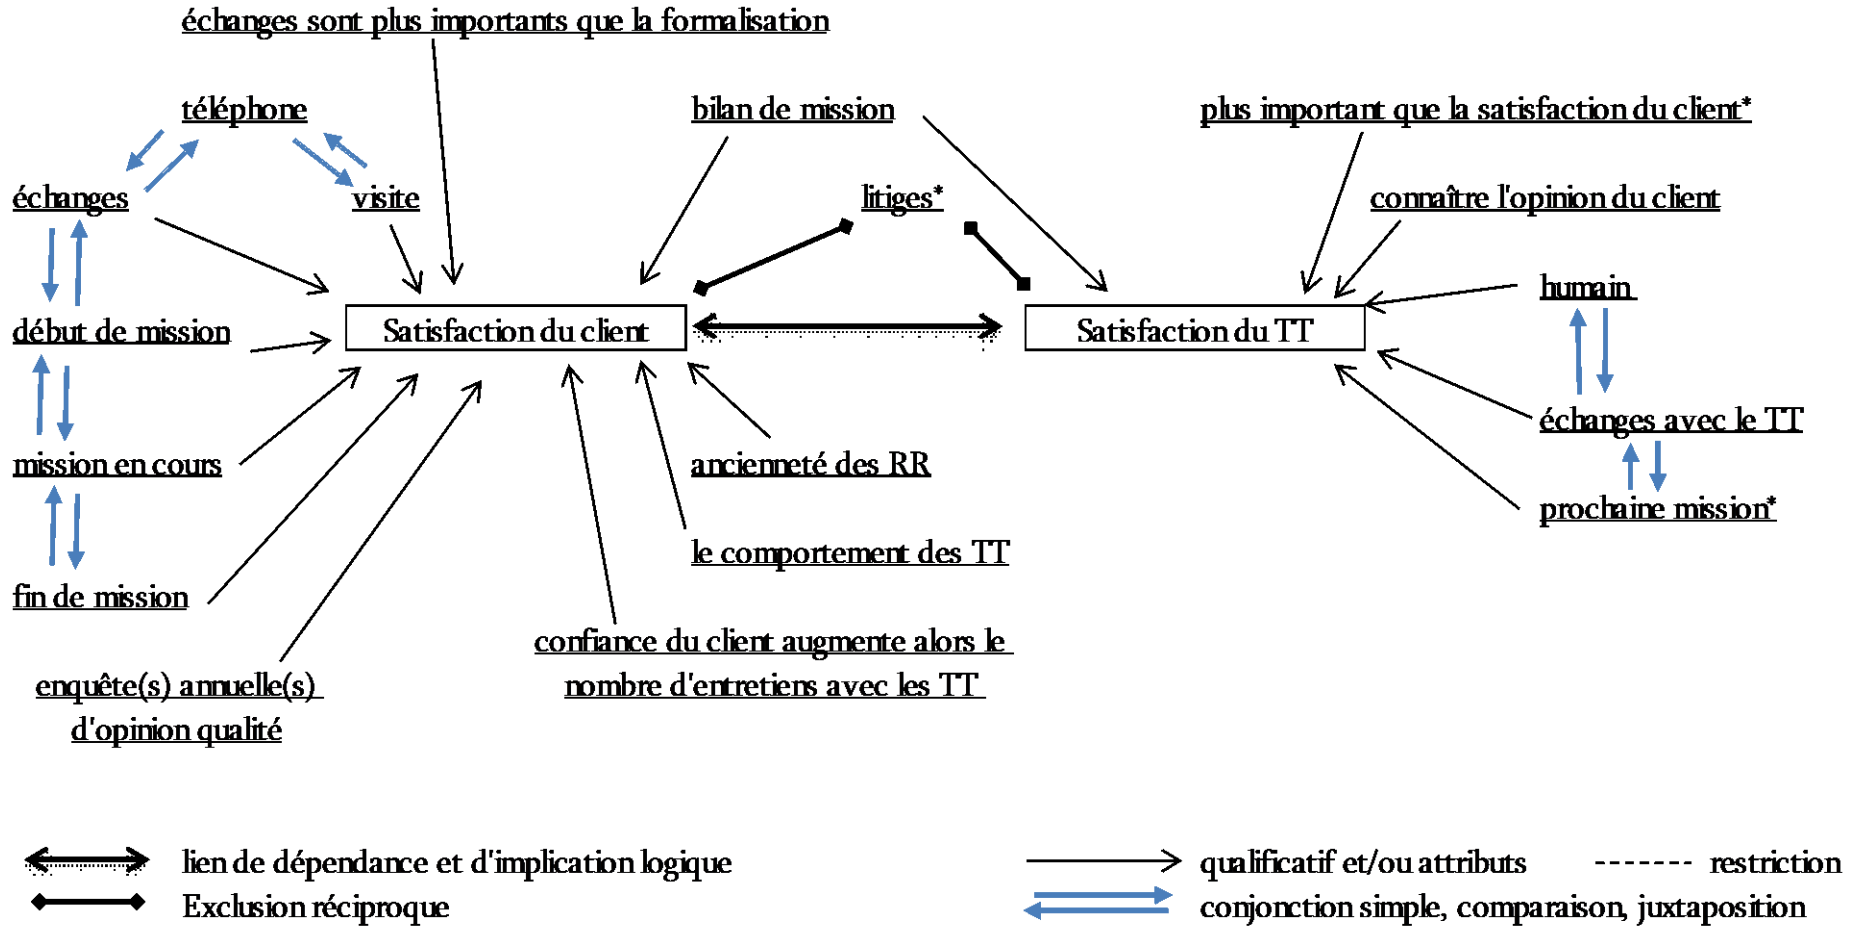 échanges sont plus importants que la formalisation
téléphone
bilan de mission
plus important que la satisfaction du client*
échanges
visite
litiges*
connaître l'opinion du client
humain
début de mission
Satisfaction du client
Satisfaction du TT
échanges avec le TT
mission en cours
ancienneté des RR
prochaine mission*
le comportement des TT
fin de mission
confiance du client augmente alors le
nombre d'entretiens avec les TT
enquête(s) annuelle(s)
d'opinion qualité
lien de dépendance et d'implication logique
qualificatif et/ou attributs
restriction
Exclusion réciproque
conjonction simple, comparaison, juxtaposition